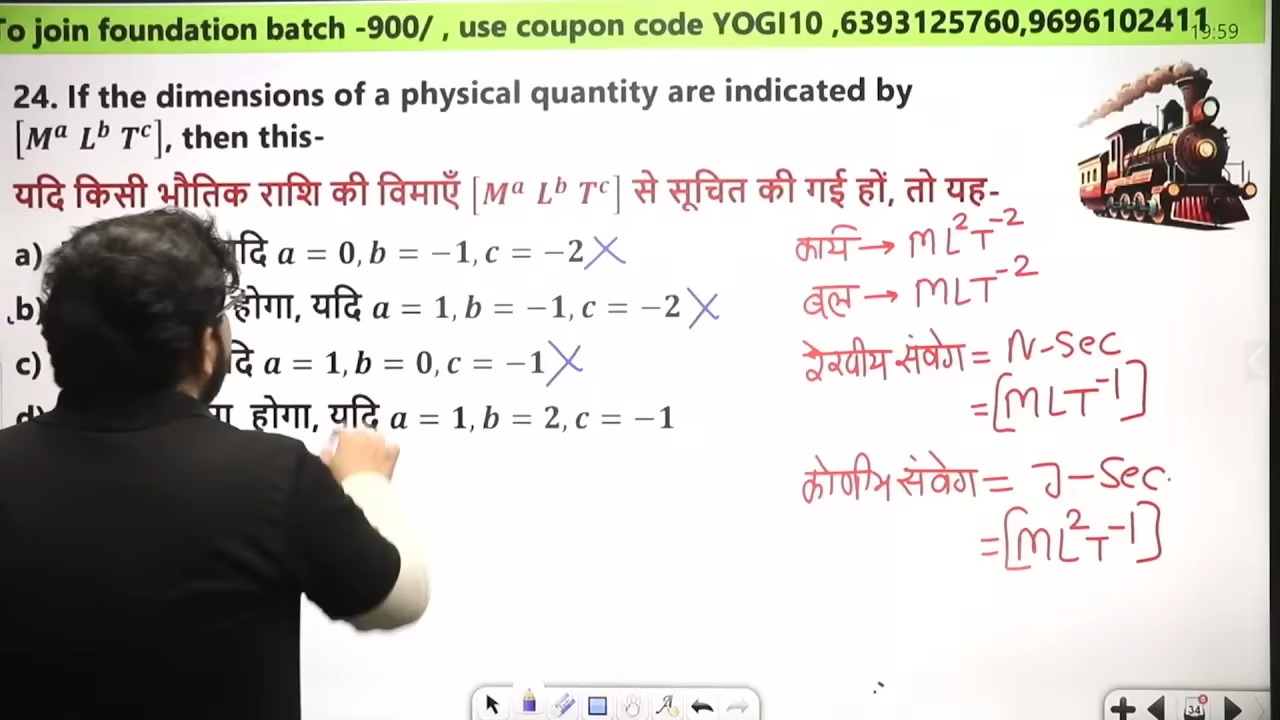 To join foundation batch -900/ , use coupon code YOGI10 ,6393125760,9696102411
19:59
24. If the dimensions of a physical quantity are indicated by
[Mᵃ Lᵇ Tᶜ], then this-
यदि किसी भौतिक राशि की विमाएँ [Mᵃ Lᵇ Tᶜ] से सूचित की गई हों, तो यह-
a) a = 0, b = −1, c = −2 X
b) होगा, यदि a = 1, b = −1, c = −2 X
c) a = 1, b = 0, c = −1 X
d) होगा, यदि a = 1, b = 2, c = −1
कार्य → ML²T⁻²
बल → MLT⁻²
रेखीय संवेग = N-Sec
= [MLT⁻¹]
कोणीय संवेग = J-Sec.
= [ML²T⁻¹]
34